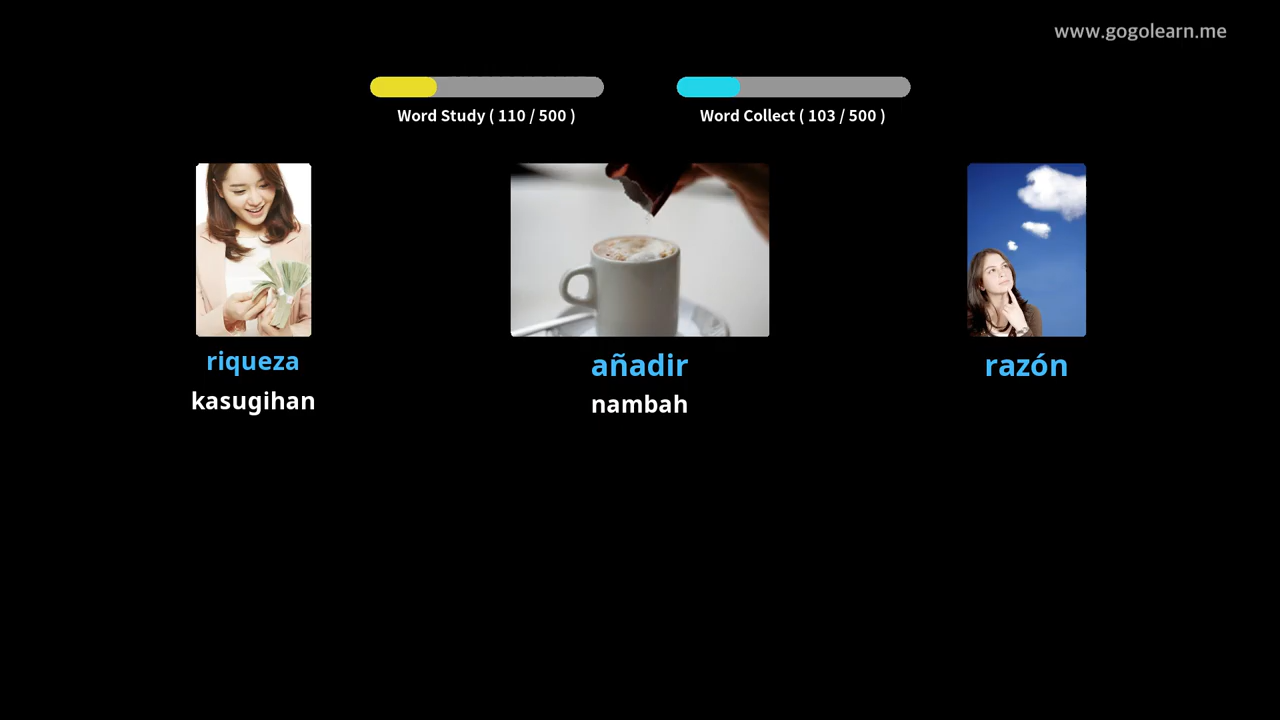 www.gogolearn.me
Word Study ( 110 / 500 )
Word Collect ( 103 / 500 )
riqueza
kasugihan
añadir
nambah
razón